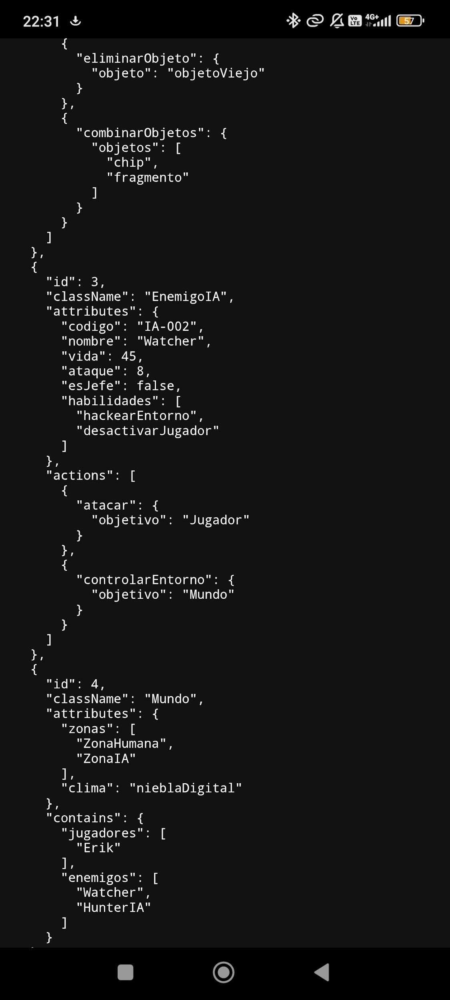 22:31
Vo LTE 4G+ 57
{
"eliminarObjeto": {
"objeto": "objetoViejo"
}
},
{
"combinarObjetos": {
"objetos": [
"chip",
"fragmento"
]
}
}
]
},
{
"id": 3,
"className": "EnemigoIA",
"attributes": {
"codigo": "IA-002",
"nombre": "Watcher",
"vida": 45,
"ataque": 8,
"esJefe": false,
"habilidades": [
"hackearEntorno",
"desactivarJugador"
]
},
"actions": [
{
"atacar": {
"objetivo": "Jugador"
}
},
{
"controlarEntorno": {
"objetivo": "Mundo"
}
}
]
},
{
"id": 4,
"className": "Mundo",
"attributes": {
"zonas": [
"ZonaHumana",
"ZonaIA"
],
"clima": "nieblaDigital"
},
"contains": {
"jugadores": [
"Erik"
],
"enemigos": [
"Watcher",
"HunterIA"
]
}